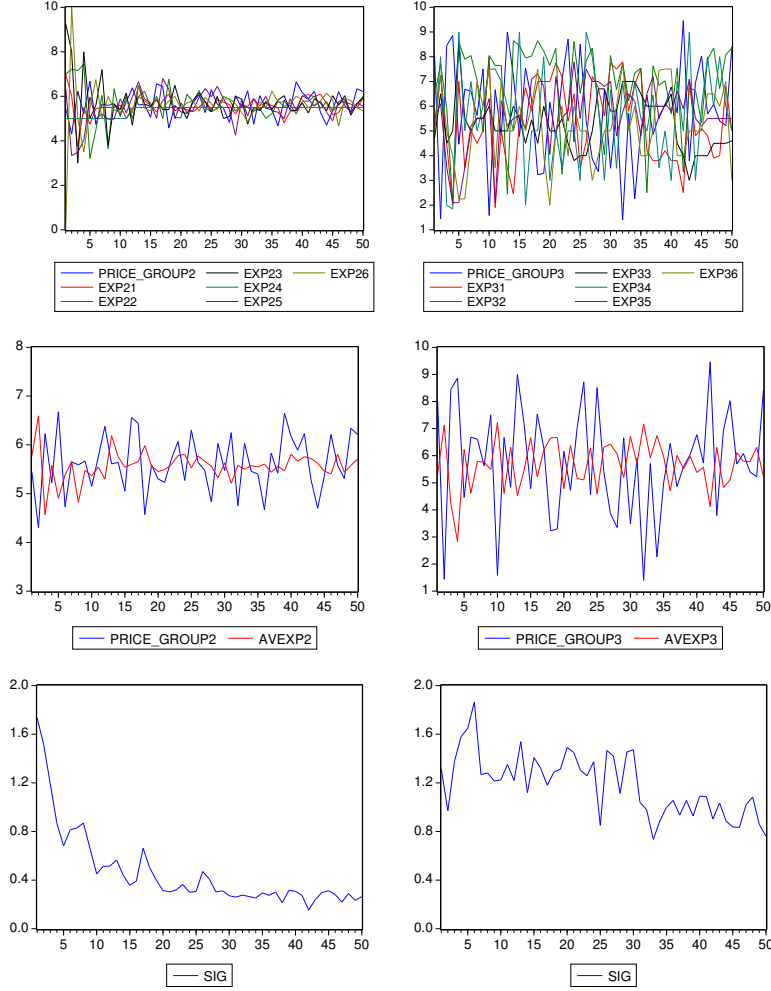 10
8
6
4
2
0
5 10 15 20 25 30 35 40 45 50
PRICE_GROUP2 EXP23 EXP26
EXP21 EXP24
EXP22 EXP25
10
9
8
7
6
5
4
3
2
1
5 10 15 20 25 30 35 40 45 50
PRICE_GROUP3 EXP33 EXP36
EXP31 EXP34
EXP32 EXP35
8
7
6
5
4
3
5 10 15 20 25 30 35 40 45 50
PRICE_GROUP2 AVEXP2
10
9
8
7
6
5
4
3
2
1
5 10 15 20 25 30 35 40 45 50
PRICE_GROUP3 AVEXP3
2.0
1.6
1.2
0.8
0.4
0.0
5 10 15 20 25 30 35 40 45 50
SIG
2.0
1.6
1.2
0.8
0.4
0.0
5 10 15 20 25 30 35 40 45 50
SIG